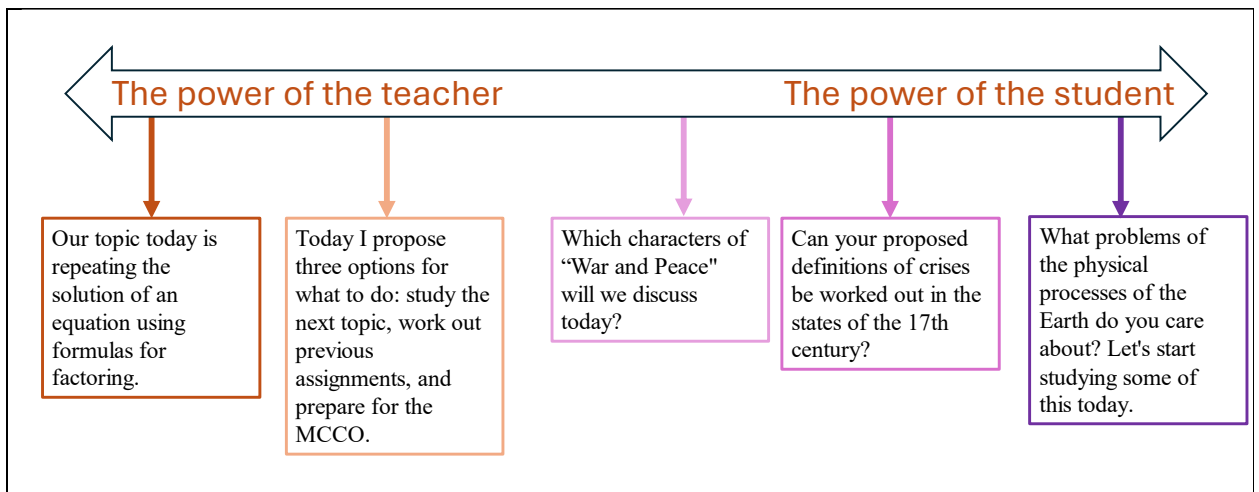 The power of the teacher
The power of the student
Our topic today is
repeating the
solution of an
equation using
formulas for
factoring.
Today I propose
three options for
what to do: study the
next topic, work out
previous
assignments, and
prepare for the
MCCO.
Which characters of
“War and Peace"
will we discuss
today?
Can your proposed
definitions of crises
be worked out in the
states of the 17th
century?
What problems of
the physical
processes of the
Earth do you care
about? Let's start
studying some of
this today.